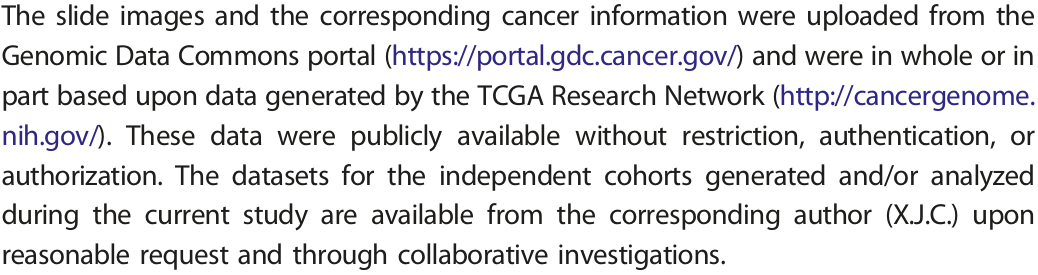 The slide images and the corresponding cancer information were uploaded from the
Genomic Data Commons portal (https://portal.gdc.cancer.gov/) and were in whole or in
part based upon data generated by the TCGA Research Network (http://cancergenome.
nih.gov/). These data were publicly available without restriction, authentication, or
authorization. The datasets for the independent cohorts generated and/or analyzed
during the current study are available from the corresponding author (X.J.C.) upon
reasonable request and through collaborative investigations.